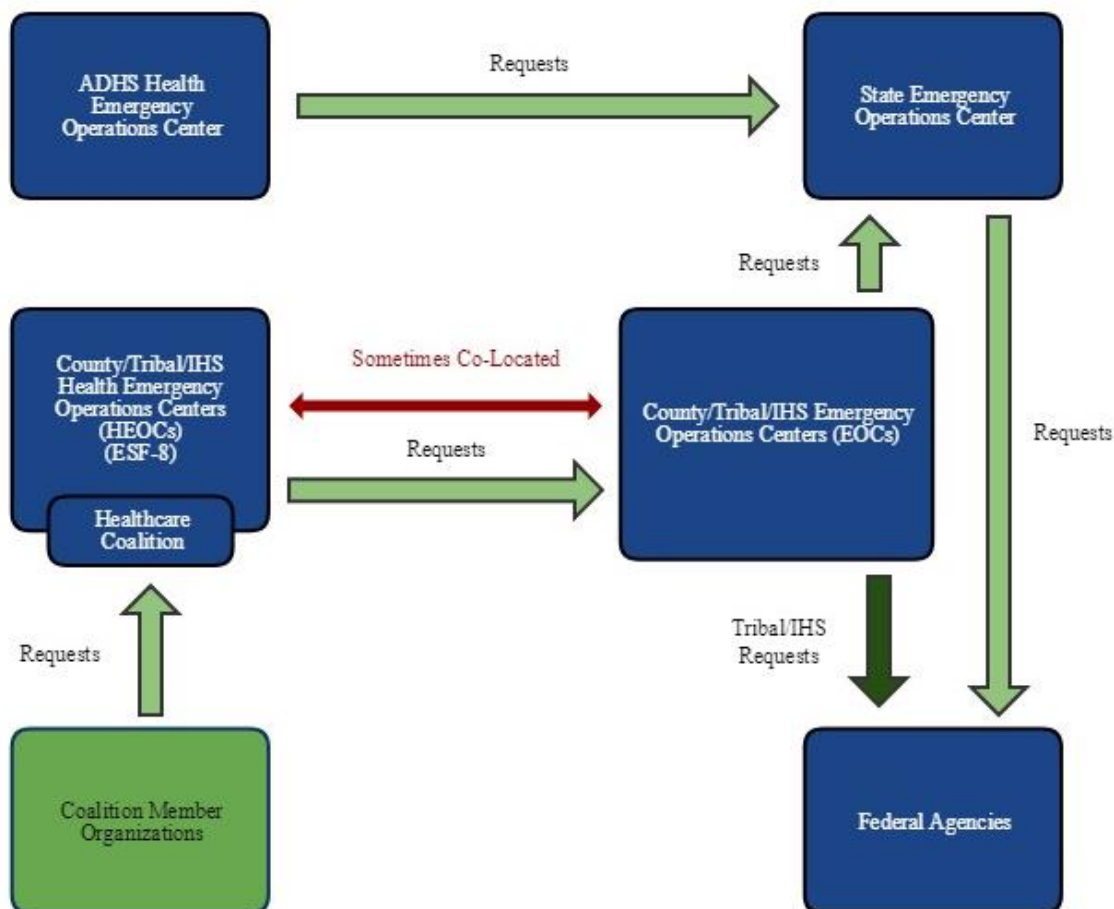 ADHS Health
Emergency
Operations Center
Requests
State Emergency
Operations Center
Requests
County/Tribal/IHS
Health Emergency
Operations Centers
(HEOCs)
(ESF-8)
Healthcare
Coalition
Sometimes Co-Located
Requests
County/Tribal/IHS Emergency
Operations Centers (EOCs)
Requests
Requests
Tribal/IHS
Requests
Coalition Member
Organizations
Federal Agencies